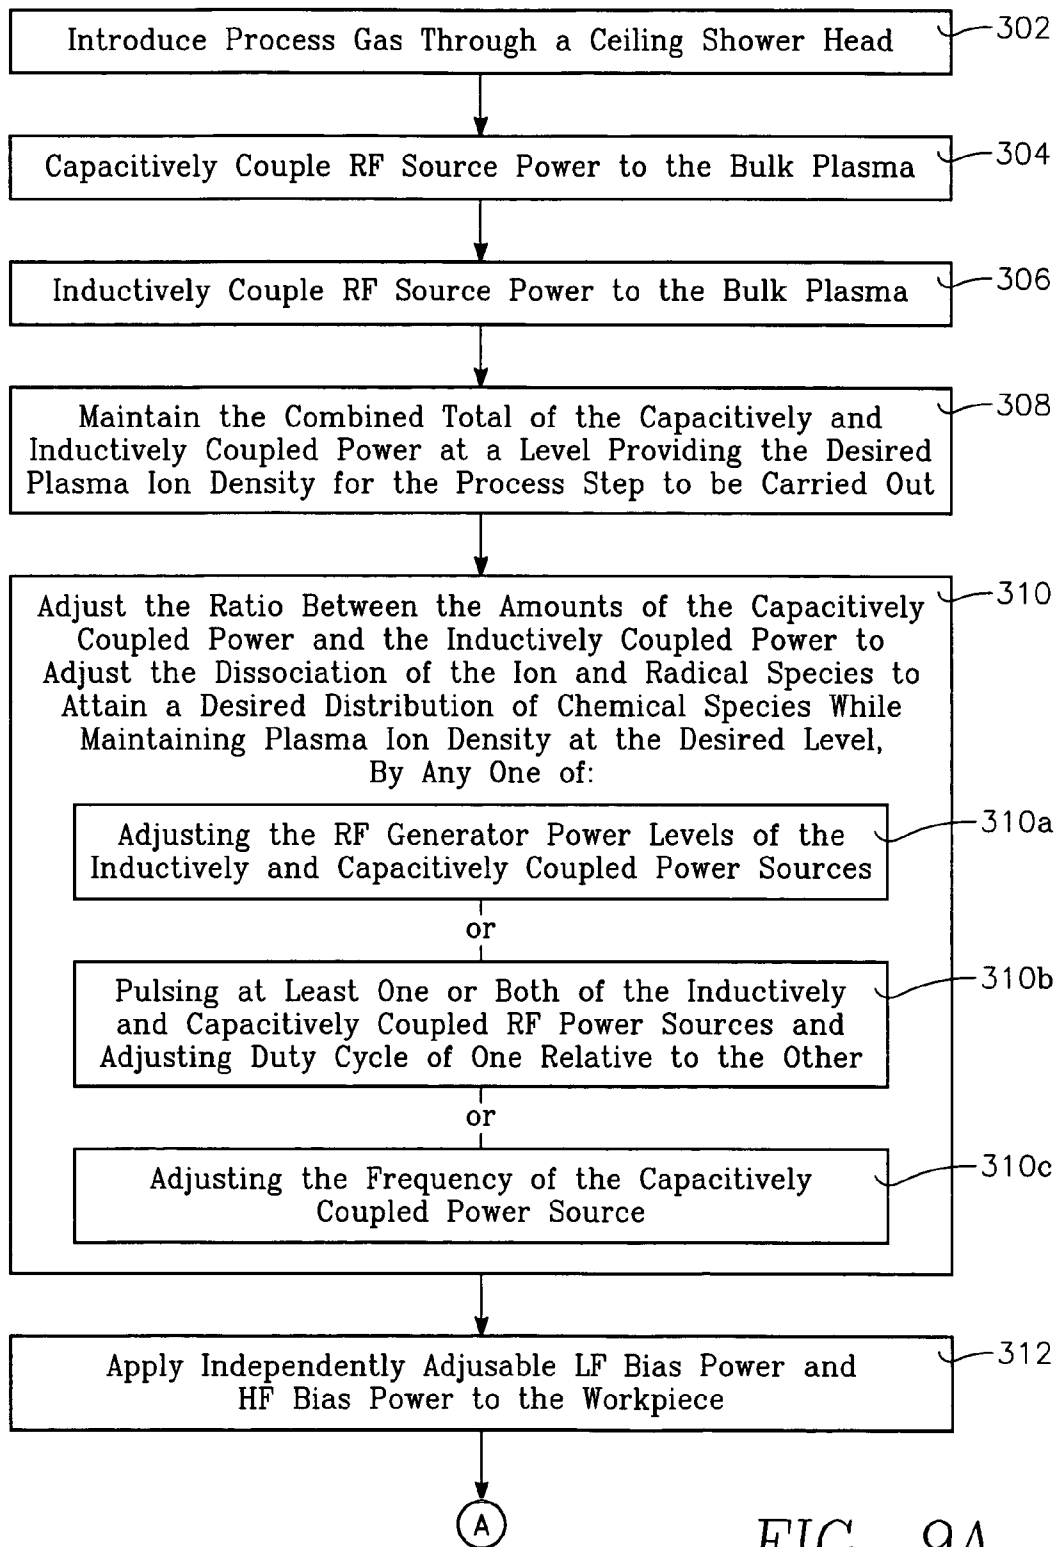 Introduce Process Gas Through a Ceiling Shower Head
302
Capacitively Couple RF Source Power to the Bulk Plasma
304
Inductively Couple RF Source Power to the Bulk Plasma
306
Maintain the Combined Total of the Capacitively and
Inductively Coupled Power at a Level Providing the Desired
Plasma Ion Density for the Process Step to be Carried Out
308
Adjust the Ratio Between the Amounts of the Capacitively
Coupled Power and the Inductively Coupled Power to
Adjust the Dissociation of the Ion and Radical Species to
Attain a Desired Distribution of Chemical Species While
Maintaining Plasma Ion Density at the Desired Level,
By Any One of:
310
Adjusting the RF Generator Power Levels of the
Inductively and Capacitively Coupled Power Sources
310a
or
Pulsing at Least One or Both of the Inductively
and Capacitively Coupled RF Power Sources and
Adjusting Duty Cycle of One Relative to the Other
310b
or
Adjusting the Frequency of the Capacitively
Coupled Power Source
310c
Apply Independently Adjusable LF Bias Power and
HF Bias Power to the Workpiece
312
A
FIG. 9A